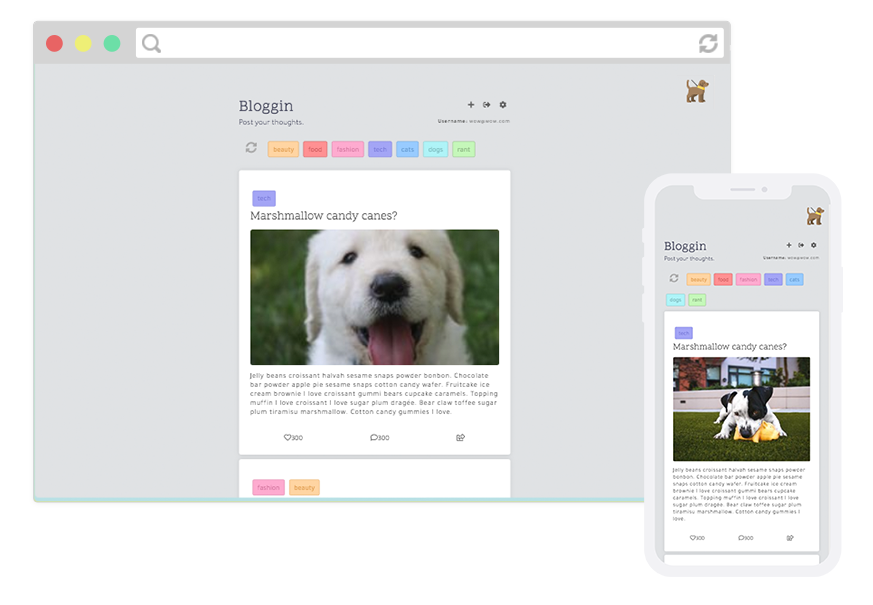 Bloggin
Post your thoughts.
Username: wowpwow.com
beauty food fashion tech cats dogs rant
tech
Marshmallow candy canes?
Jelly beans croissant halvah sesame snaps powder bonbon. Chocolate
bar powder apple pie sesame snaps cotton candy wafer. Fruitcake ice
cream brownie I love croissant gummi bears cupcake caramels. Topping
muffin I love croissant I love sugar plum dragée. Bear claw toffee sugar
plum tiramisu marshmallow. Cotton candy gummies I love.
300 300
fashion beauty
Bloggin
Post your thoughts.
Username: wowpwow.com
beauty food fashion tech cats
dogs rant
tech
Marshmallow candy canes?
Jelly beans croissant halvah sesame snaps powder
bonbon. Chocolate bar powder apple pie sesame
snaps cotton candy wafer. Fruitcake ice cream
brownie I love croissant gummi bears cupcake
caramels. Topping muffin I love croissant I love
sugar plum dragée. Bear claw toffee sugar plum
tiramisu marshmallow. Cotton candy gummies I
love.
300 300